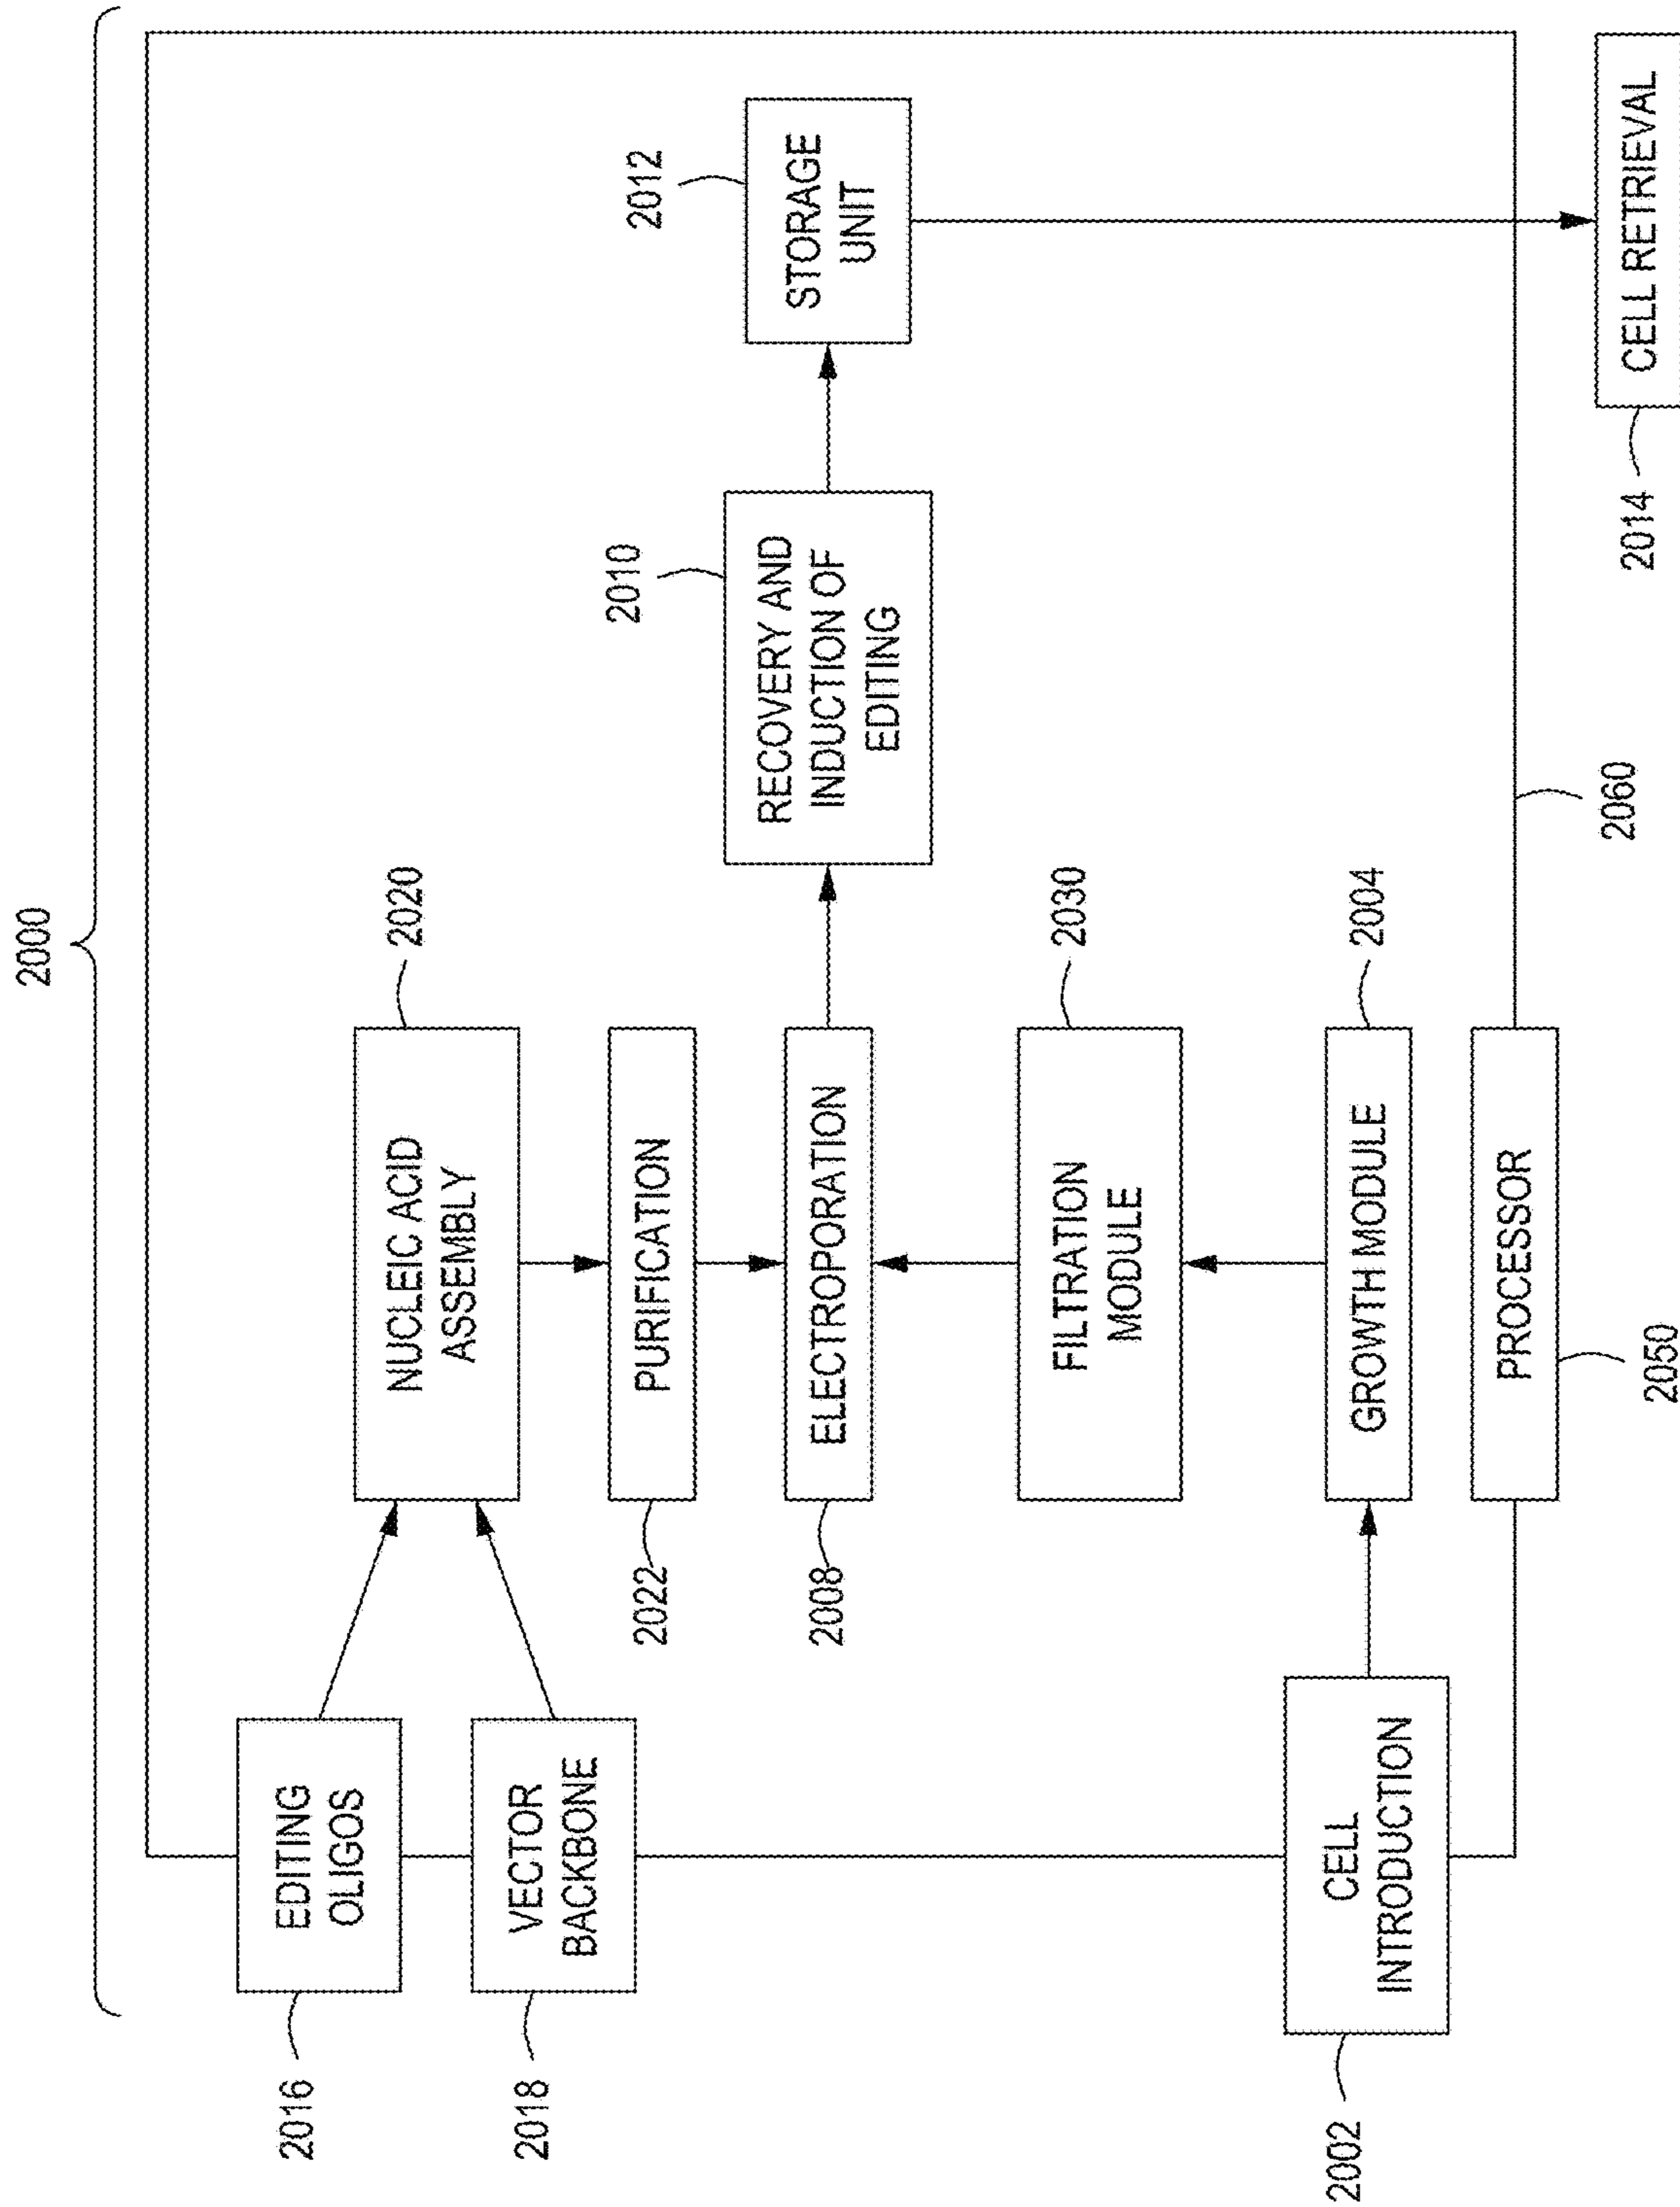 2000
2016
EDITING
OLIGOS
2018
VECTOR
BACKBONE
2020
NUCLEIC ACID
ASSEMBLY
2022
PURIFICATION
2008
ELECTROPORATION
2010
RECOVERY AND
INDUCTION OF
EDITING
2012
STORAGE
UNIT
2030
FILTRATION
MODULE
2002
CELL
INTRODUCTION
2004
GROWTH MODULE
2050
PROCESSOR
2060
2014
CELL RETRIEVAL